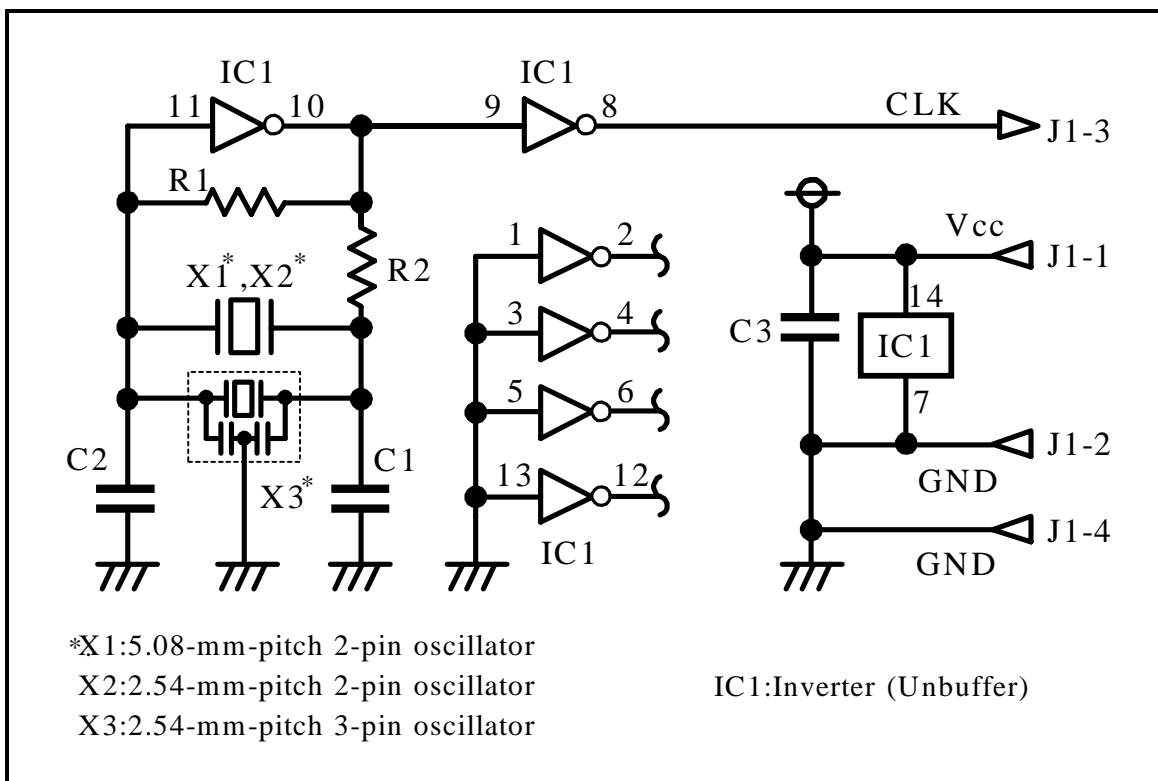 IC1 IC1
11 10 9 8 CLK J1-3
R1
1 2 Vcc J1-1
X1*,X2* R2
14
3 4 C3 IC1
5 6 7
C2 C1 J1-2
X3* 13 12 GND
IC1 J1-4
GND
*X1:5.08-mm-pitch 2-pin oscillator
X2:2.54-mm-pitch 2-pin oscillator IC1:Inverter (Unbuffer)
X3:2.54-mm-pitch 3-pin oscillator